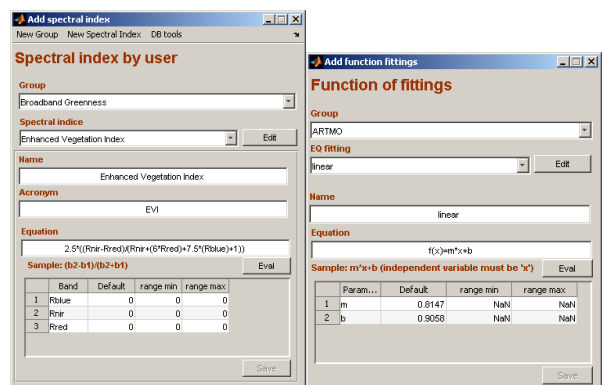 Add spectral index
New Group New Spectral Index DB tools
Spectral index by user
Group
Broadband Greenness
Spectral indice
Enhanced Vegetation Index Edit
Name
Enhanced Vegetation Index
Acronym
EVI
Equation
2.5*((Rnir-Rred)/(Rnir+(6*Rred)+7.5*(Rblue)+1))
Sample: (b2-b1)/(b2+b1) Eval
Band Default range min range max
1 Rblue 0 0 0
2 Rnir 0 0 0
3 Rred 0 0 0
Save
Add function fittings
Function of fittings
Group
ARTMO
EQ fitting
linear Edit
Name
linear
Equation
f(x)=m*x+b
Sample: m*x+b (independent variable must be 'x') Eval
Param... Default range min range max
1 m 0.8147 NaN NaN
2 b 0.9058 NaN NaN
Save